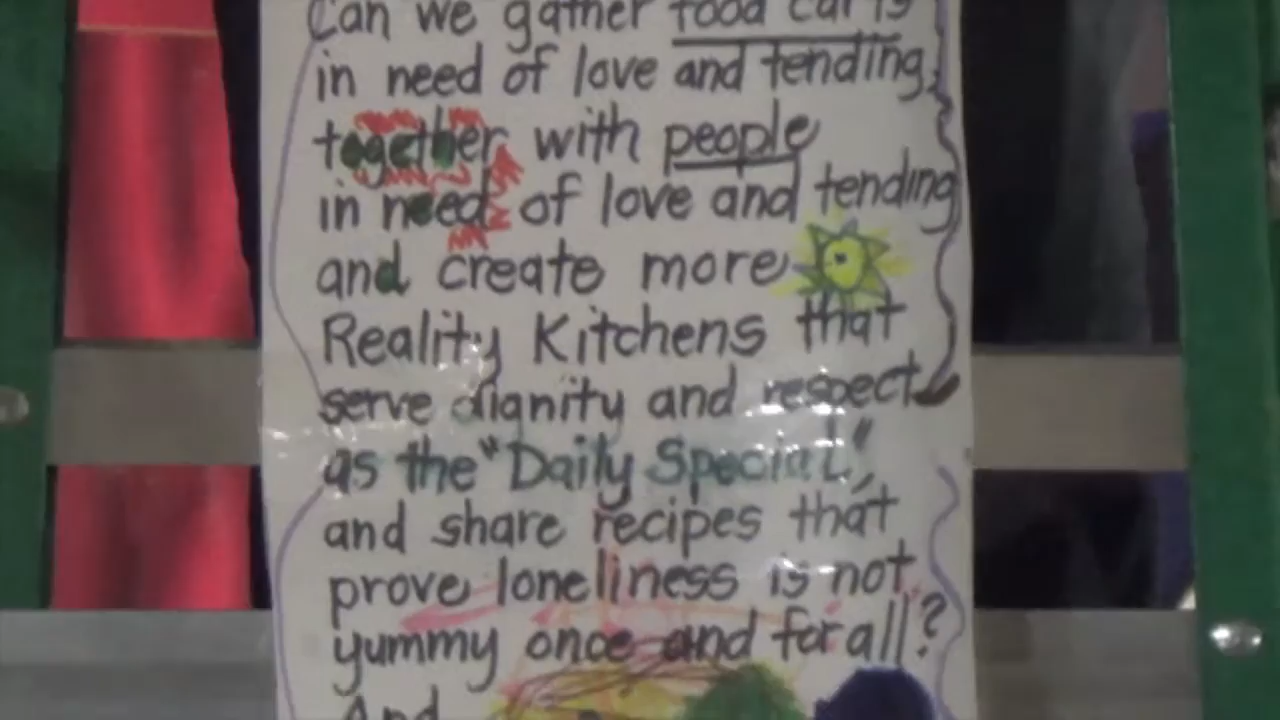 Can we gather food carts
in need of love and tending,
together with people
in need of love and tending
and create more
Reality Kitchens that
serve dignity and respect
as the "Daily Special",
and share recipes that
prove loneliness is not
yummy once and for all?
And